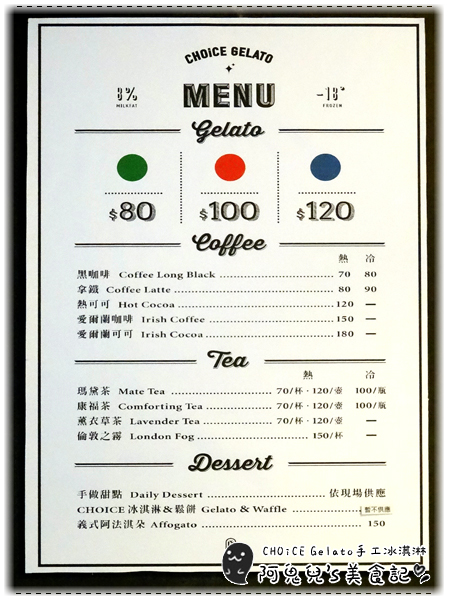 CHOiCE GELATO
8% MILKFAT
MENU
-18° FROZEN
Gelato
$80 $100 $120
Coffee
熱 冷
黑咖啡 Coffee Long Black 70 80
拿鐵 Coffee Latte 80 90
熱可可 Hot Cocoa 120 —
愛爾蘭咖啡 Irish Coffee 150 —
愛爾蘭可可 Irish Cocoa 180 —
Tea
熱 冷
瑪黛茶 Mate Tea 70/杯·120/壺 100/瓶
康福茶 Comforting Tea 70/杯·120/壺 100/瓶
薰衣草茶 Lavender Tea 70/杯·120/壺 —
倫敦之霧 London Fog 150/杯 —
Dessert
手做甜點 Daily Dessert 依現場供應
CHOICE 冰淇淋&鬆餅 Gelato & Waffle 暫不供應
義式阿法淇朵 Affogato 150
CHOiCE Gelato手工冰淇淋
阿兔兒's美食記